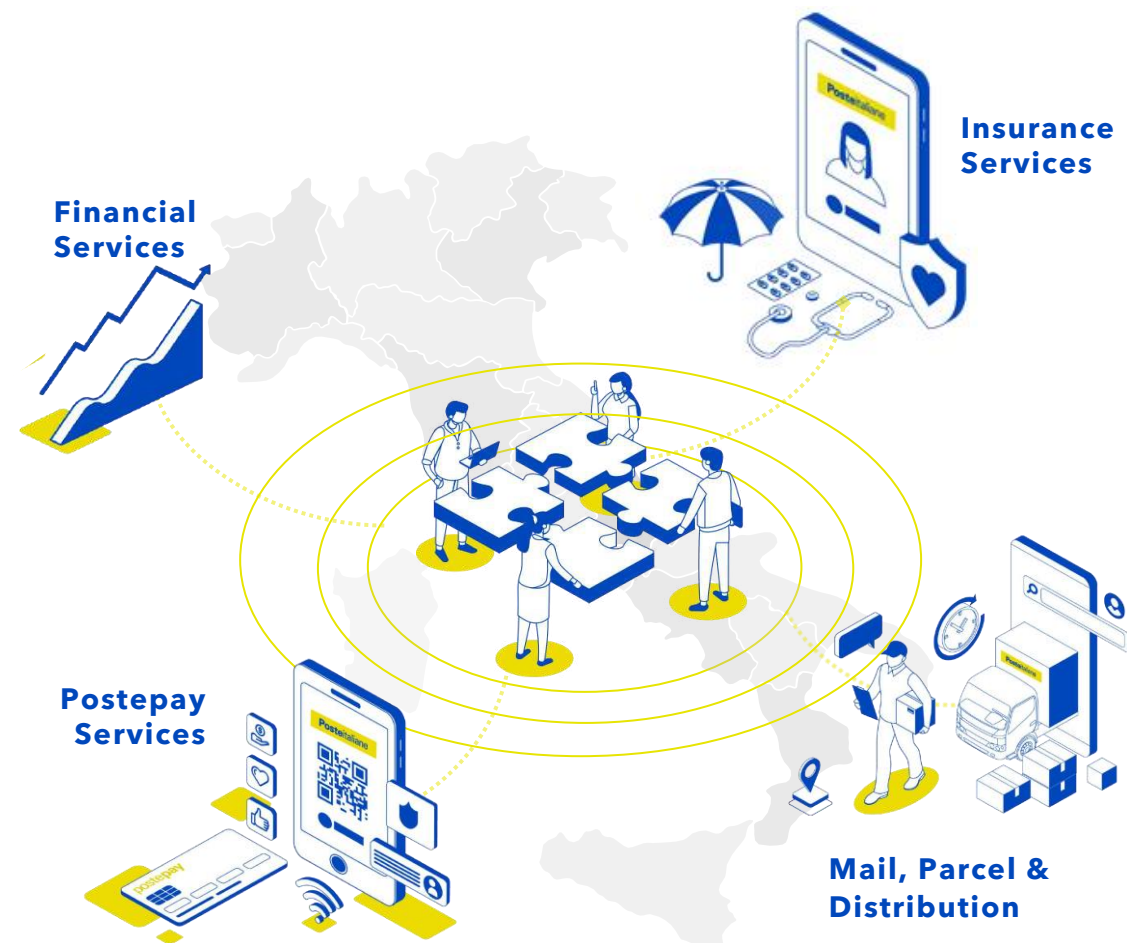 Insurance
Services
Posteitaliane
Financial
Services
Posteitaliane
Postepay
Services
Posteitaliane
postepay
Mail, Parcel &
Distribution